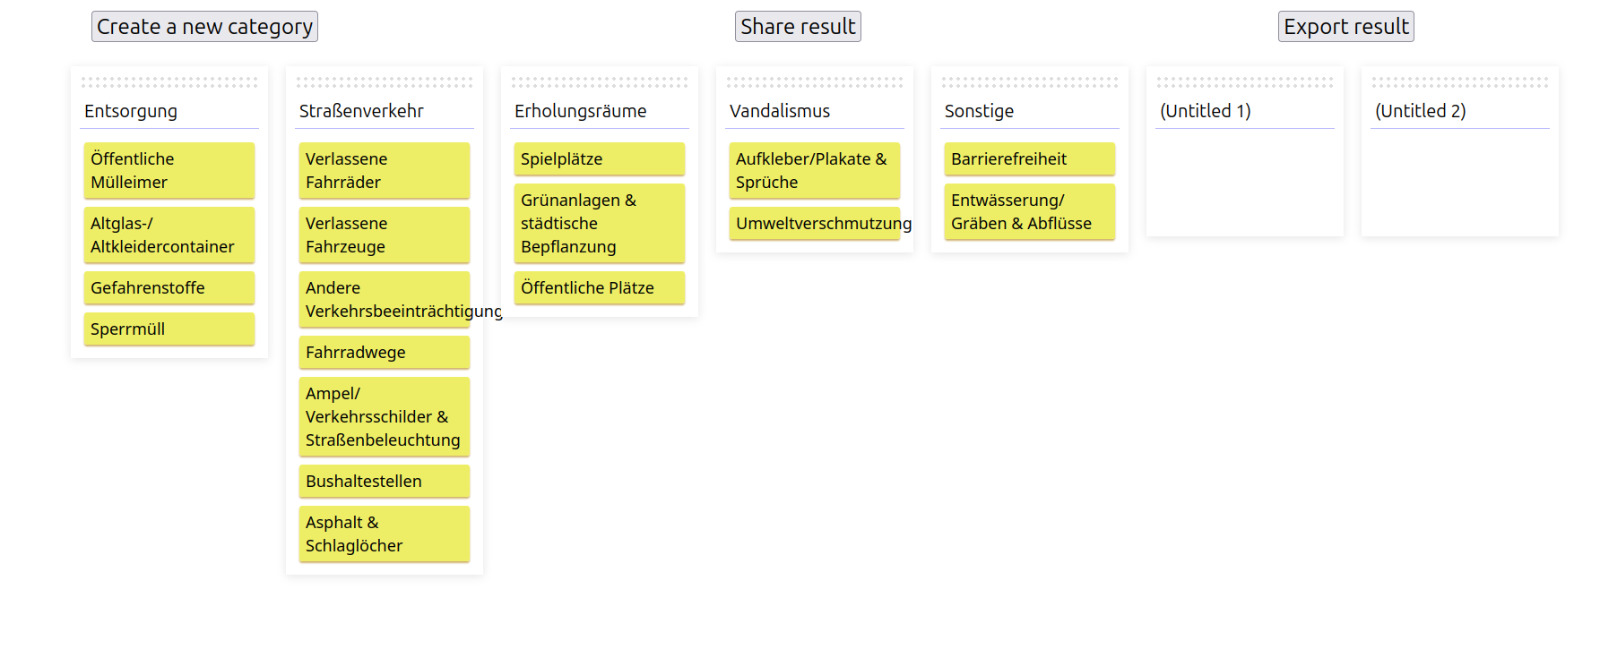 Create a new category
Share result
Export result
Entsorgung
Öffentliche
Mülleimer
Altglas-/
Altkleidercontainer
Gefahrenstoffe
Sperrmüll
Straßenverkehr
Verlassene
Fahrräder
Verlassene
Fahrzeuge
Andere
Verkehrsbeeinträchtigung
Fahrradwege
Ampel/
Verkehrsschilder &
Straßenbeleuchtung
Bushaltestellen
Asphalt &
Schlaglöcher
Erholungsräume
Spielplätze
Grünanlagen &
städtische
Bepflanzung
Öffentliche Plätze
Vandalismus
Aufkleber/Plakate &
Sprüche
Umweltverschmutzung
Sonstige
Barrierefreiheit
Entwässerung/
Gräben & Abflüsse
(Untitled 1)
(Untitled 2)